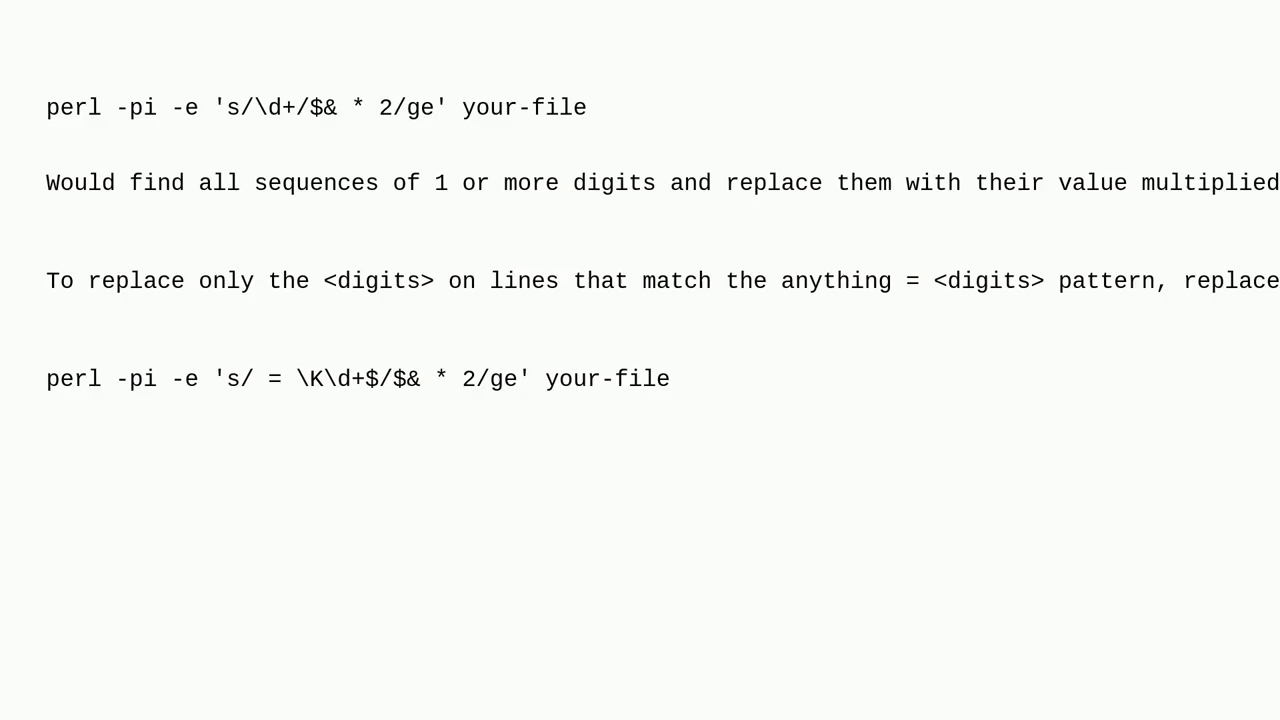 perl -pi -e 's/\d+/$& * 2/ge' your-file
Would find all sequences of 1 or more digits and replace them with their value multiplied
To replace only the <digits> on lines that match the anything = <digits> pattern, replace
perl -pi -e 's/ = \K\d+$/$& * 2/ge' your-file